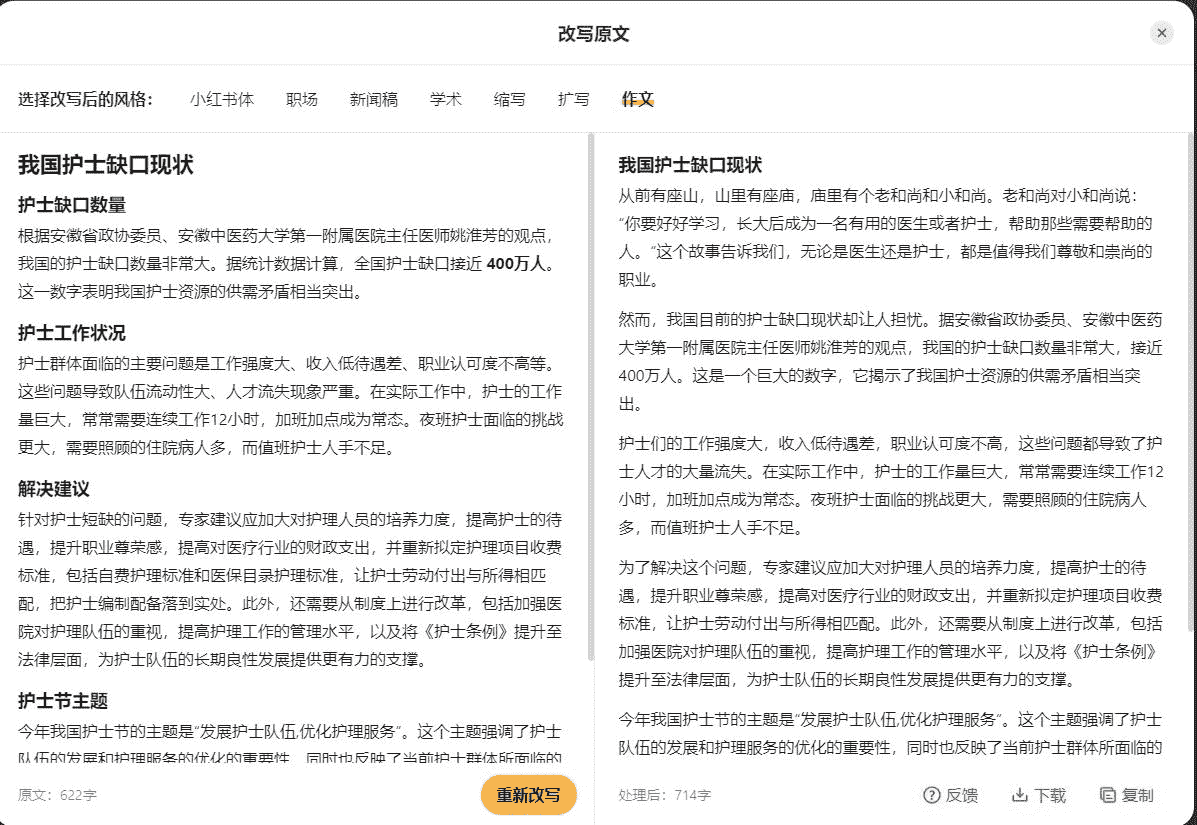 改写原文
选择改写后的风格： 小红书体 职场 新闻稿 学术 缩写 扩写 作文
我国护士缺口现状
护士缺口数量
根据安徽省政协委员、安徽中医药大学第一附属医院主任医师姚淮芳的观点，
我国的护士缺口数量非常大。据统计数据计算，全国护士缺口接近 400万人。
这一数字表明我国护士资源的供需矛盾相当突出。
护士工作状况
护士群体面临的主要问题是工作强度大、收入低待遇差、职业认可度不高等。
这些问题导致队伍流动性大、人才流失现象严重。在实际工作中，护士的工作
量巨大，常常需要连续工作12小时，加班加点成为常态。夜班护士面临的挑战
更大，需要照顾的住院病人多，而值班护士人手不足。
解决建议
针对护士短缺的问题，专家建议应加大对护理人员的培养力度，提高护士的待
遇，提升职业尊荣感，提高对医疗行业的财政支出，并重新拟定护理项目收费
标准，包括自费护理标准和医保目录护理标准，让护士劳动付出与所得相匹
配，把护士编制配备落到实处。此外，还需要从制度上进行改革，包括加强医
院对护理队伍的重视，提高护理工作的管理水平，以及将《护士条例》提升至
法律层面，为护士队伍的长期良性发展提供更有力的支撑。
护士节主题
今年我国护士节的主题是“发展护士队伍,优化护理服务”。这个主题强调了护士
队伍的发展和护理服务的优化的重要性，同时也反映了当前护士群体所面临的
原文：622字
重新改写
我国护士缺口现状
从前有座山，山里有座庙，庙里有个老和尚和小和尚。老和尚对小和尚说：
“你要好好学习，长大后成为一名有用的医生或者护士，帮助那些需要帮助的
人。”这个故事告诉我们，无论是医生还是护士，都是值得我们尊敬和崇尚的
职业。
然而，我国目前的护士缺口现状却让人担忧。据安徽省政协委员、安徽中医药
大学第一附属医院主任医师姚淮芳的观点，我国的护士缺口数量非常大，接近
400万人。这是一个巨大的数字，它揭示了我国护士资源的供需矛盾相当突
出。
护士们的工作强度大，收入低待遇差，职业认可度不高，这些问题都导致了护
士人才的大量流失。在实际工作中，护士的工作量巨大，常常需要连续工作12
小时，加班加点成为常态。夜班护士面临的挑战更大，需要照顾的住院病人
多，而值班护士人手不足。
为了解决这个问题，专家建议应加大对护理人员的培养力度，提高护士的待
遇，提升职业尊荣感，提高对医疗行业的财政支出，并重新拟定护理项目收费
标准，让护士劳动付出与所得相匹配。此外，还需要从制度上进行改革，包括
加强医院对护理队伍的重视，提高护理工作的管理水平，以及将《护士条例》
提升至法律层面，为护士队伍的长期良性发展提供更有力的支撑。
今年我国护士节的主题是“发展护士队伍,优化护理服务”。这个主题强调了护士
队伍的发展和护理服务的优化的重要性，同时也反映了当前护士群体所面临的
处理后：714字
反馈 下载 复制